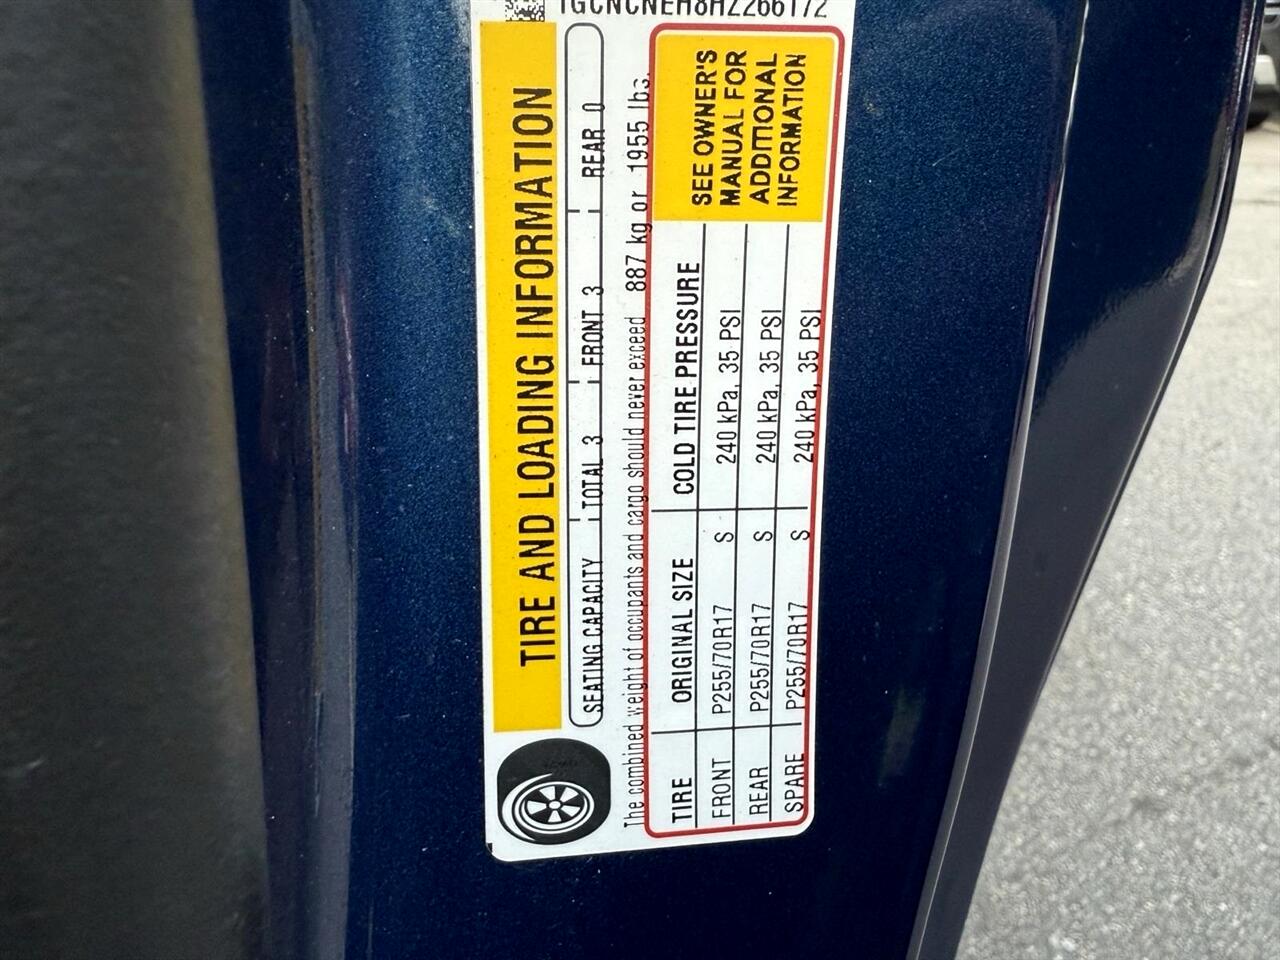 1GCNCNEH8HZ266172
TIRE AND LOADING INFORMATION
SEATING CAPACITY TOTAL 3 FRONT 3 REAR 0
The combined weight of occupants and cargo should never exceed 887 kg or 1955 lbs.
TIRE ORIGINAL SIZE COLD TIRE PRESSURE
FRONT P255/70R17 S 240 kPa, 35 PSI
REAR P255/70R17 S 240 kPa, 35 PSI
SPARE P255/70R17 S 240 kPa, 35 PSI
SEE OWNER'S
MANUAL FOR
ADDITIONAL
INFORMATION